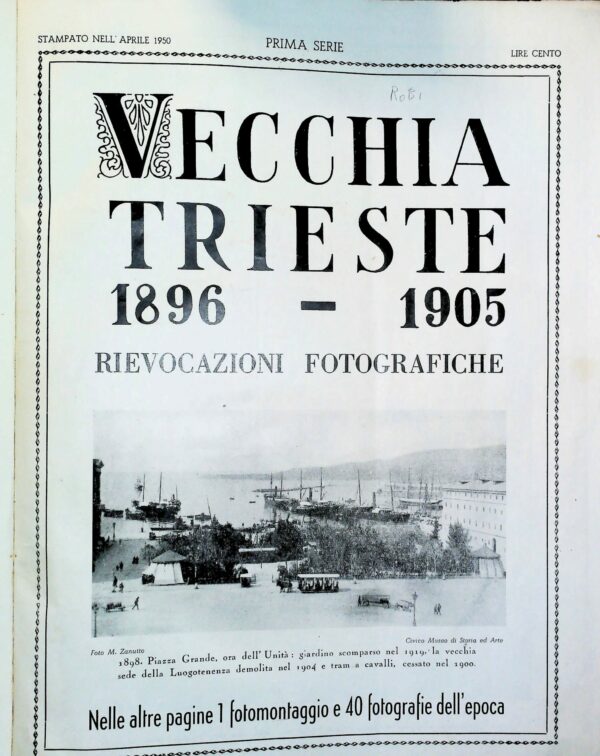 STAMPATO NELL'APRILE 1950
PRIMA SERIE
LIRE CENTO
VECCHIA
TRIESTE
1896 - 1905
RIEVOCAZIONI FOTOGRAFICHE
Foto M. Zanutto
Civico Museo di Storia ed Arte
1898. Piazza Grande, ora dell'Unità: giardino scomparso nel 1919, la vecchia
sede della Luogotenenza demolita nel 1904 e tram a cavalli, cessato nel 1900.
Nelle altre pagine 1 fotomontaggio e 40 fotografie dell'epoca